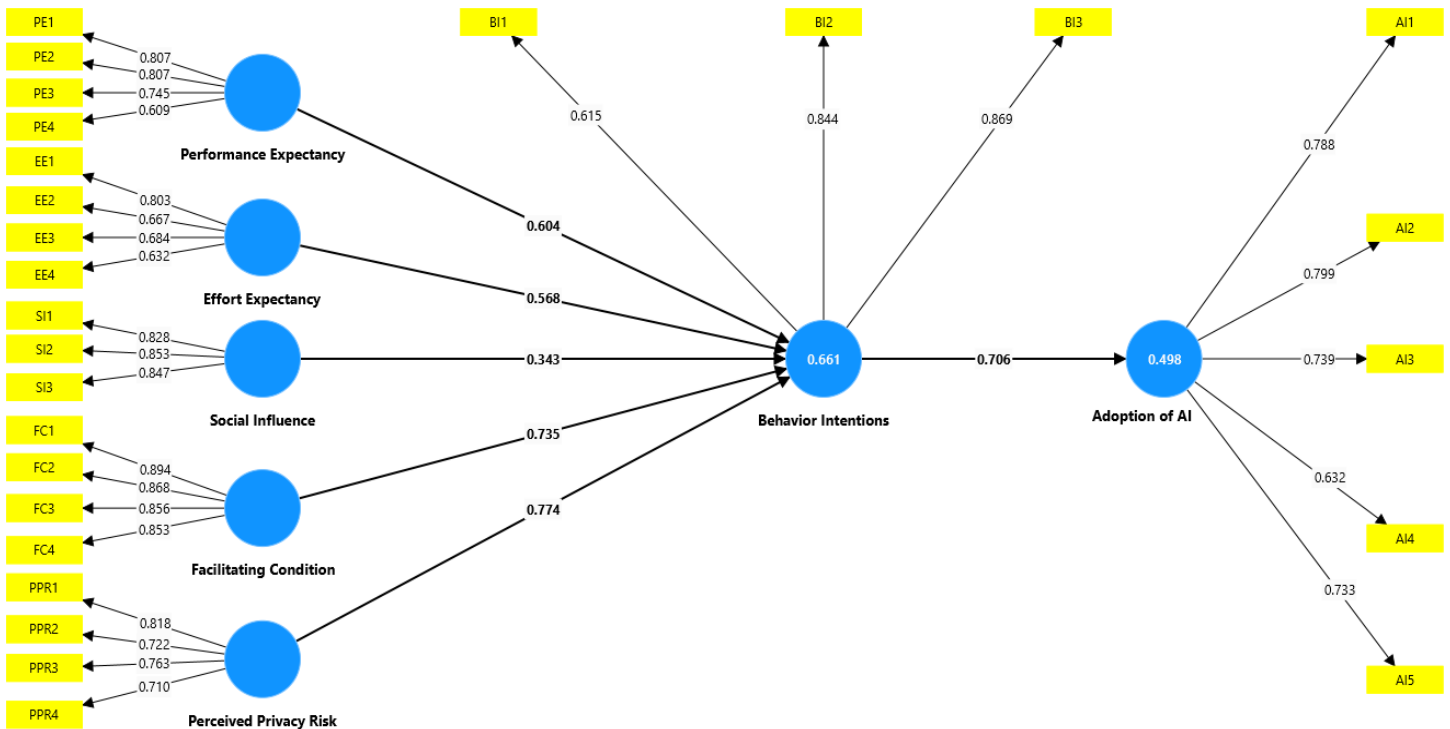 PE1
PE2
PE3
PE4
0.807
0.807
0.745
0.609
Performance Expectancy
EE1
EE2
EE3
EE4
0.803
0.667
0.684
0.632
Effort Expectancy
SI1
SI2
SI3
0.828
0.853
0.847
Social Influence
FC1
FC2
FC3
FC4
0.894
0.868
0.856
0.853
Facilitating Condition
PPR1
PPR2
PPR3
PPR4
0.818
0.722
0.763
0.710
Perceived Privacy Risk
0.604
0.568
0.343
0.735
0.774
BI1
BI2
BI3
0.615
0.844
0.869
0.661
Behavior Intentions
0.706
0.498
Adoption of AI
0.788
0.799
0.739
0.632
0.733
AI1
AI2
AI3
AI4
AI5